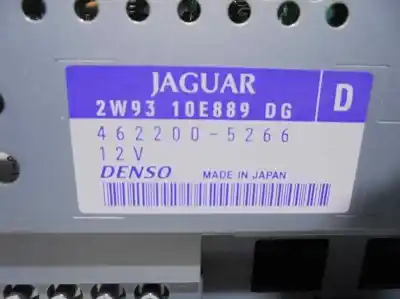 JAGUAR
2W93 10E889 DG
D
462200-5266
12V
DENSO MADE IN JAPAN